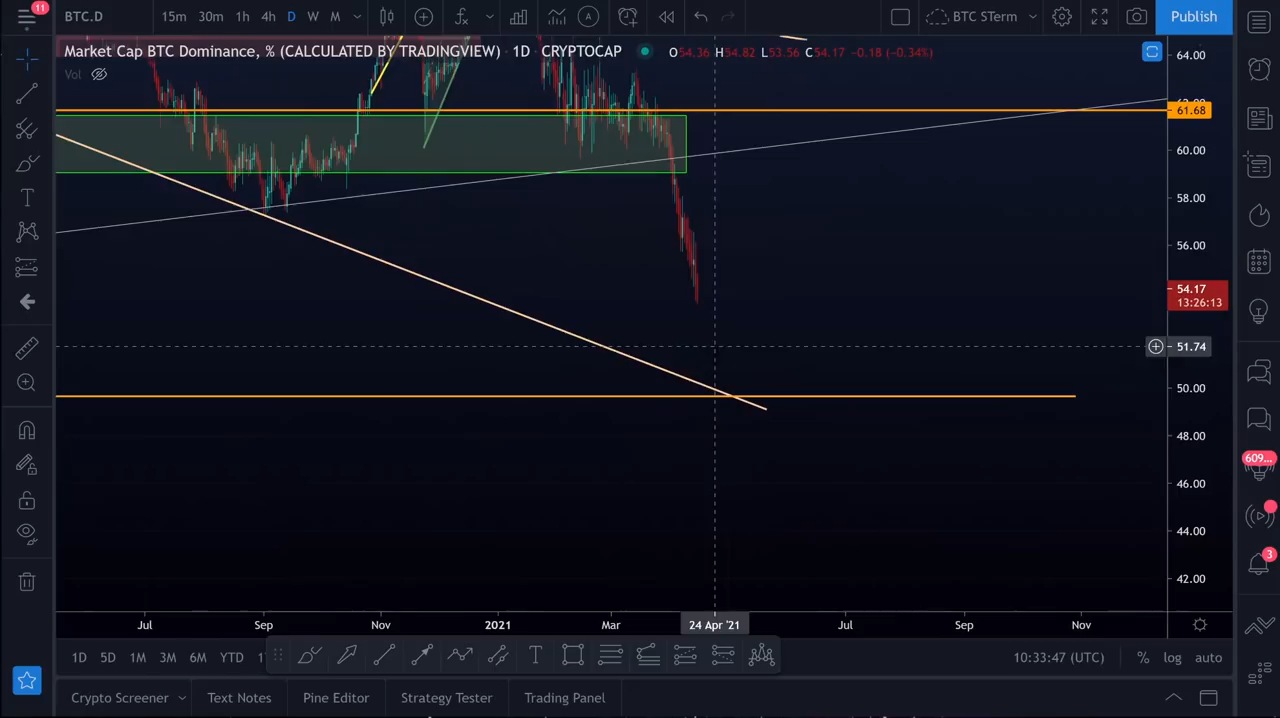 11
BTC.D
15m 30m 1h 4h D W M
BTC STerm
Publish
Market Cap BTC Dominance, % (CALCULATED BY TRADINGVIEW) · 1D · CRYPTOCAP
O54.36 H54.82 L53.56 C54.17 -0.18 (-0.34%)
Vol
64.00
61.68
60.00
58.00
56.00
54.17
13:26:13
51.74
50.00
48.00
46.00
44.00
42.00
609...
3
Jul Sep Nov 2021 Mar 24 Apr '21 Jul Sep Nov
1D 5D 1M 3M 6M YTD
10:33:47 (UTC) % log auto
Crypto Screener Text Notes Pine Editor Strategy Tester Trading Panel